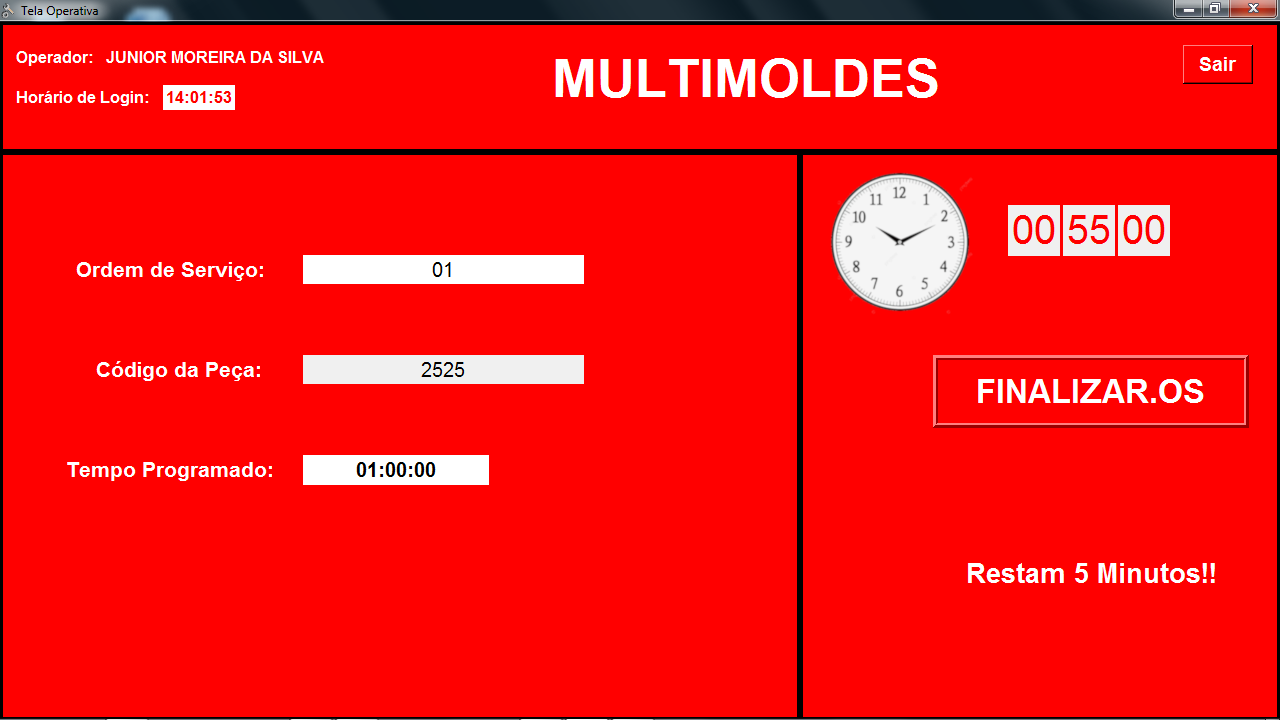 Tela Operativa
Operador: JUNIOR MOREIRA DA SILVA
Horário de Login: 14:01:53
MULTIMOLDES
Sair
Ordem de Serviço: 01
Código da Peça: 2525
Tempo Programado: 01:00:00
12
1
2
3
4
5
6
7
8
9
10
11
00 55 00
FINALIZAR.OS
Restam 5 Minutos!!